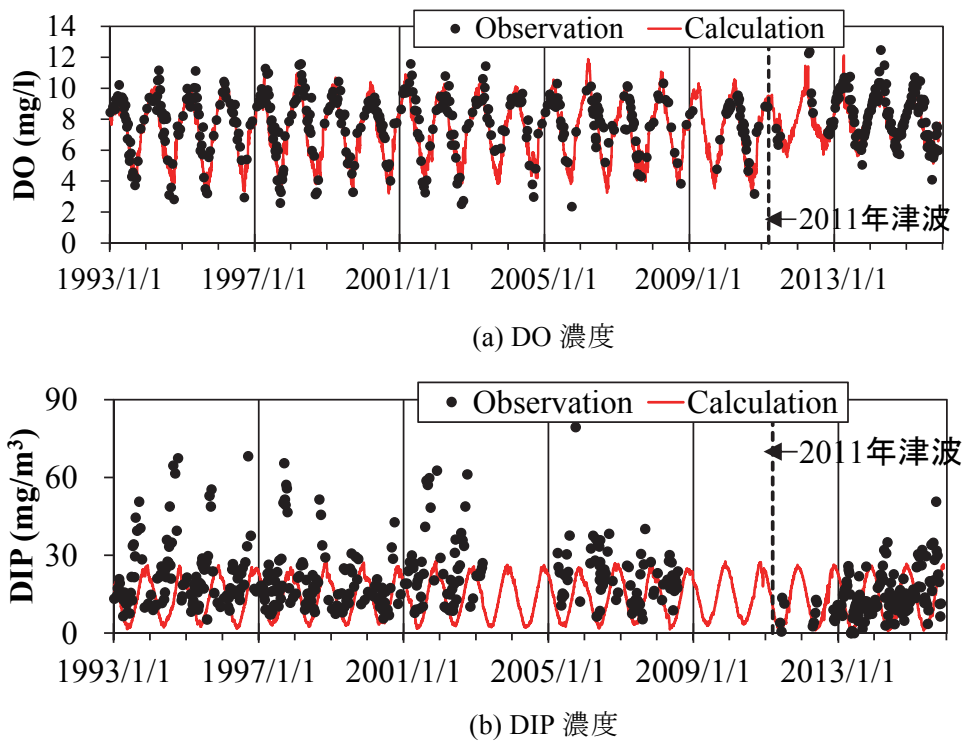 ● Observation — Calculation
DO (mg/l)
14
12
10
8
6
4
2
0
2011年津波
1993/1/1 1997/1/1 2001/1/1 2005/1/1 2009/1/1 2013/1/1
(a) DO 濃度
● Observation — Calculation
DIP (mg/m³)
90
60
30
0
2011年津波
1993/1/1 1997/1/1 2001/1/1 2005/1/1 2009/1/1 2013/1/1
(b) DIP 濃度